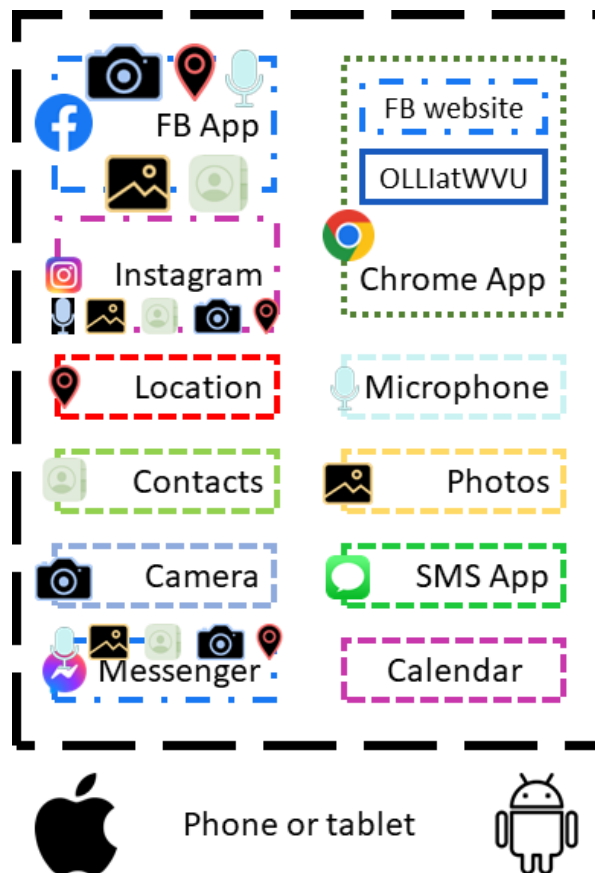 FB App
FB website
OLLIatWVU
Instagram
Chrome App
Location
Microphone
Contacts
Photos
Camera
SMS App
Messenger
Calendar
Phone or tablet